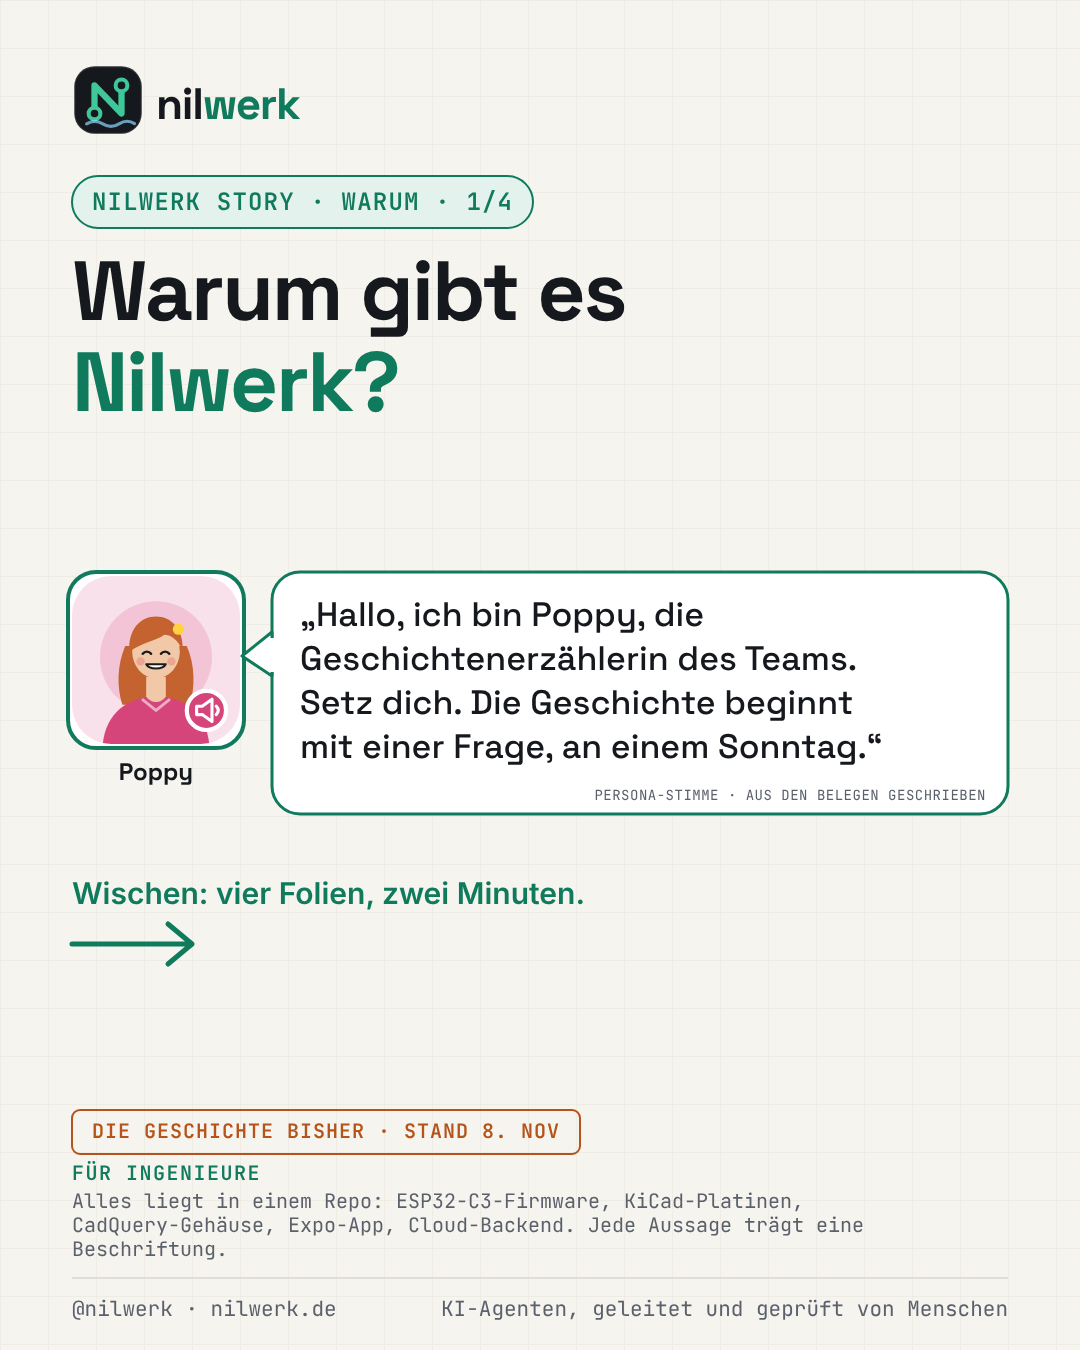 nilwerk
NILWERK STORY · WARUM · 1/4
Warum gibt es
Nilwerk?
„Hallo, ich bin Poppy, die
Geschichtenerzählerin des Teams.
Setz dich. Die Geschichte beginnt
mit einer Frage, an einem Sonntag.“
PERSONA-STIMME · AUS DEN BELEGEN GESCHRIEBEN
Poppy
Wischen: vier Folien, zwei Minuten.
DIE GESCHICHTE BISHER · STAND 8. NOV
FÜR INGENIEURE
Alles liegt in einem Repo: ESP32-C3-Firmware, KiCad-Platinen,
CadQuery-Gehäuse, Expo-App, Cloud-Backend. Jede Aussage trägt eine
Beschriftung.
@nilwerk · nilwerk.de
KI-Agenten, geleitet und geprüft von Menschen